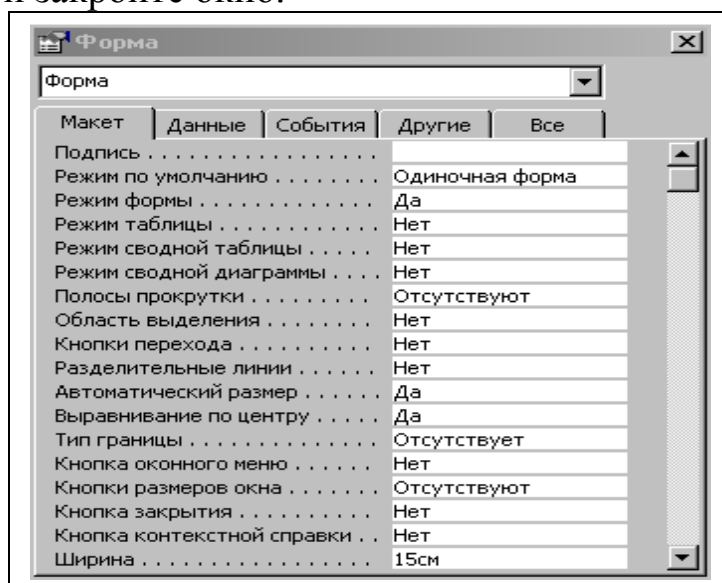 и закройте окно.
Форма
Форма
Макет Данные События Другие Все
Подпись . . . . . . . . . . . . . . . . . .
Режим по умолчанию . . . . . . . . Одиночная форма
Режим формы . . . . . . . . . . . . . Да
Режим таблицы . . . . . . . . . . . . Нет
Режим сводной таблицы . . . . . Нет
Режим сводной диаграммы . . . . Нет
Полосы прокрутки . . . . . . . . . Отсутствуют
Область выделения . . . . . . . . Нет
Кнопки перехода . . . . . . . . . . Нет
Разделительные линии . . . . . . Нет
Автоматический размер . . . . . . Да
Выравнивание по центру . . . . . Да
Тип границы . . . . . . . . . . . . . . Отсутствует
Кнопка оконного меню . . . . . . Нет
Кнопки размеров окна . . . . . . . Отсутствуют
Кнопка закрытия . . . . . . . . . . Нет
Кнопка контекстной справки . . Нет
Ширина . . . . . . . . . . . . . . . . . . 15см